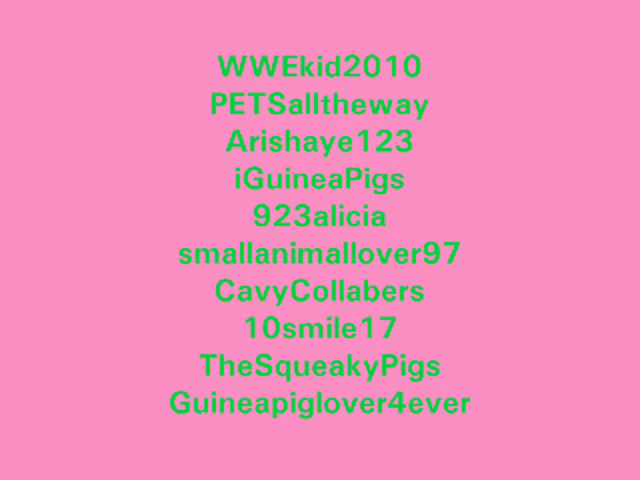 WWEkid2010
PETSalltheway
Arishaye123
iGuineaPigs
923alicia
smallanimallover97
CavyCollabers
10smile17
TheSqueakyPigs
Guineapiglover4ever